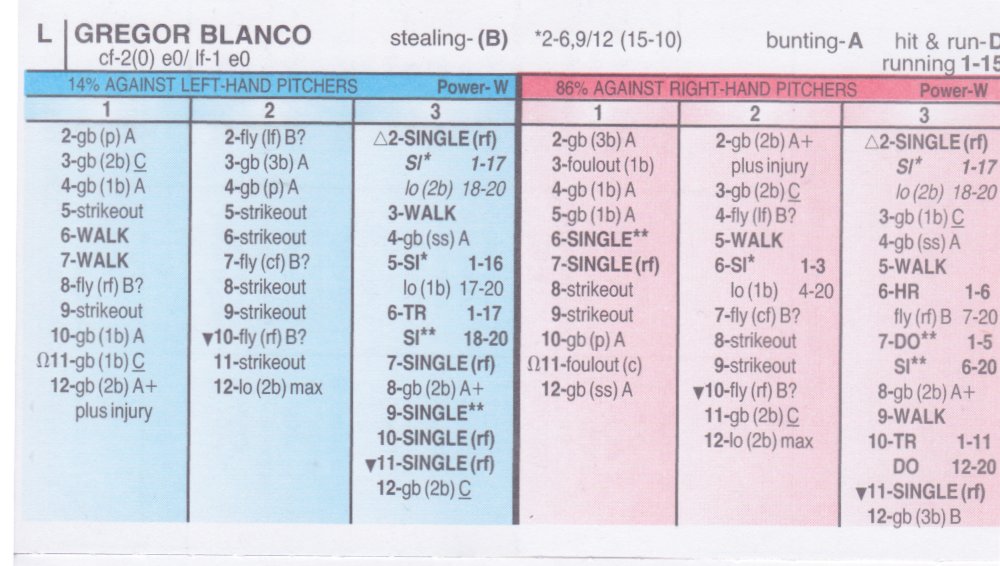 L GREGOR BLANCO stealing- (B) *2-6,9/12 (15-10) bunting-A hit & run-D
cf-2(0) e0/ lf-1 e0 running 1-15
14% AGAINST LEFT-HAND PITCHERS Power-W
1 2 3
2-gb (p) A
3-gb (2b) C
4-gb (1b) A
5-strikeout
6-WALK
7-WALK
8-fly (rf) B?
9-strikeout
10-gb (1b) A
Ω11-gb (1b) C
12-gb (2b) A+
plus injury
2-fly (lf) B?
3-gb (3b) A
4-gb (p) A
5-strikeout
6-strikeout
7-fly (cf) B?
8-strikeout
9-strikeout
▼10-fly (rf) B?
11-strikeout
12-lo (2b) max
△2-SINGLE (rf)
SI* 1-17
lo (2b) 18-20
3-WALK
4-gb (ss) A
5-SI* 1-16
lo (1b) 17-20
6-TR 1-17
SI** 18-20
7-SINGLE (rf)
8-gb (2b) A+
9-SINGLE**
10-SINGLE (rf)
▼11-SINGLE (rf)
12-gb (2b) C
86% AGAINST RIGHT-HAND PITCHERS Power-W
1 2 3
2-gb (3b) A
3-foulout (1b)
4-gb (1b) A
5-gb (1b) A
6-SINGLE**
7-SINGLE (rf)
8-strikeout
9-strikeout
10-gb (p) A
Ω11-foulout (c)
12-gb (ss) A
2-gb (2b) A+
plus injury
3-gb (2b) C
4-fly (lf) B?
5-WALK
6-SI* 1-3
lo (1b) 4-20
7-fly (cf) B?
8-strikeout
9-strikeout
▼10-fly (rf) B?
11-gb (2b) C
12-lo (2b) max
△2-SINGLE (rf)
SI* 1-17
lo (2b) 18-20
3-gb (1b) C
4-gb (ss) A
5-WALK
6-HR 1-6
fly (rf) B 7-20
7-DO** 1-5
SI** 6-20
8-gb (2b) A+
9-WALK
10-TR 1-11
DO 12-20
▼11-SINGLE (rf)
12-gb (3b) B